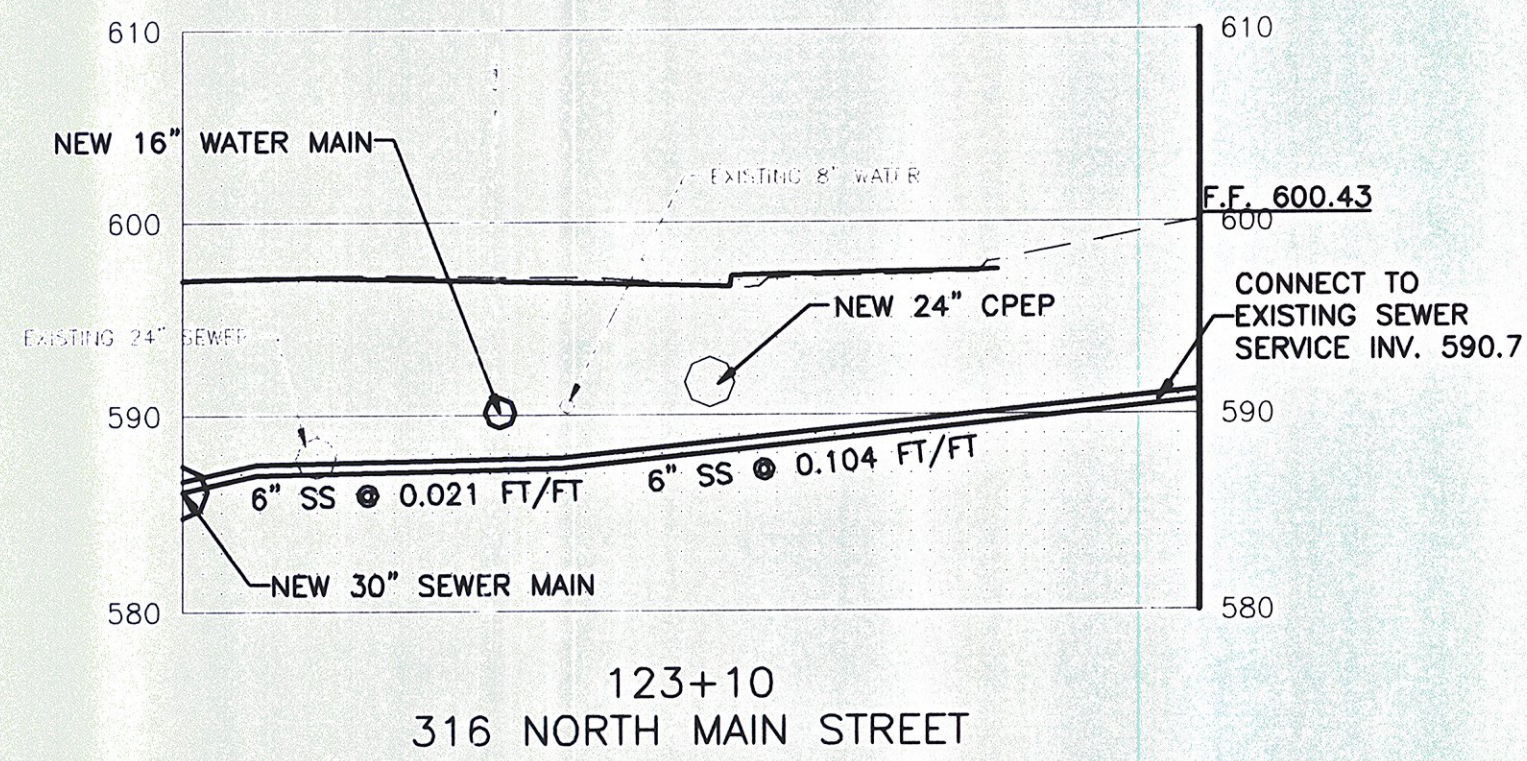 610
610
NEW 16" WATER MAIN
EXISTING 8" WATER
F.F. 600.43
600
600
CONNECT TO
EXISTING SEWER
SERVICE INV. 590.7
NEW 24" CPEP
EXISTING 24" SEWER
590
590
6" SS @ 0.021 FT/FT
6" SS @ 0.104 FT/FT
NEW 30" SEWER MAIN
580
580
123+10
316 NORTH MAIN STREET